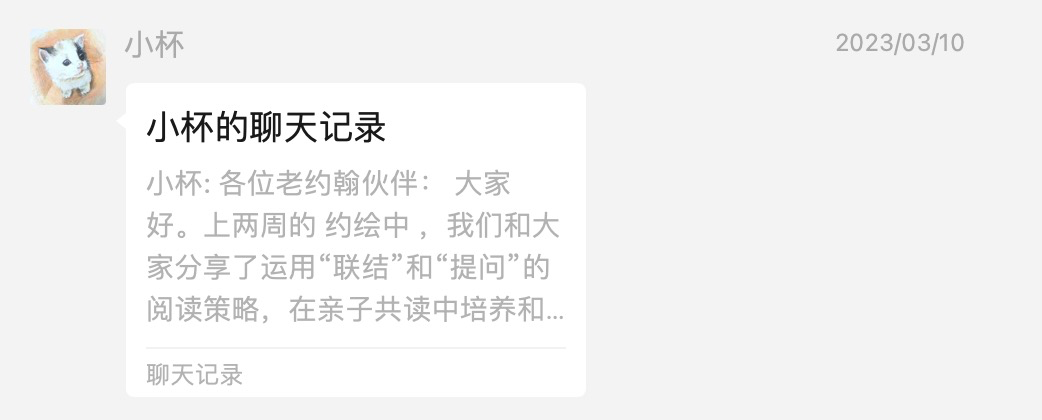 小杯
2023/03/10
小杯的聊天记录
小杯: 各位老约翰伙伴： 大家
好。上两周的 约绘中 ，我们和大
家分享了运用“联结”和“提问”的
阅读策略，在亲子共读中培养和...
聊天记录